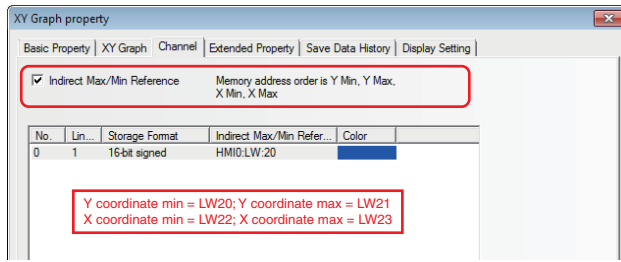 XY Graph property
Basic Property XY Graph Channel Extended Property Save Data History Display Setting
Indirect Max/Min Reference Memory address order is Y Min, Y Max,
X Min, X Max
No. Lin... Storage Format Indirect Max/Min Refer... Color
0 1 16-bit signed HMI0:LW:20
Y coordinate min = LW20; Y coordinate max = LW21
X coordinate min = LW22; X coordinate max = LW23